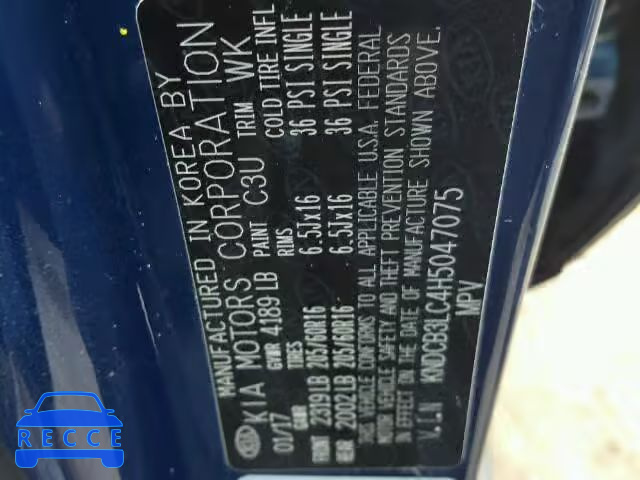 MANUFACTURED IN KOREA BY
KIA MOTORS CORPORATION
01/17 GVWR 4189 LB PAINT C3U TRIM WK
GAWR TIRES RIMS COLD TIRE INFL
FRONT 2319 LB 205/60R16 6.5Jx16 36 PSI SINGLE
REAR 2002 LB 205/60R16 6.5Jx16 36 PSI SINGLE
THIS VEHICLE CONFORMS TO ALL APPLICABLE U.S.A. FEDERAL
MOTOR VEHICLE SAFETY AND THEFT PREVENTION STANDARDS
IN EFFECT ON THE DATE OF MANUFACTURE SHOWN ABOVE.
V.I.N KNDCB3LC4H5047075
MPV
RECCE